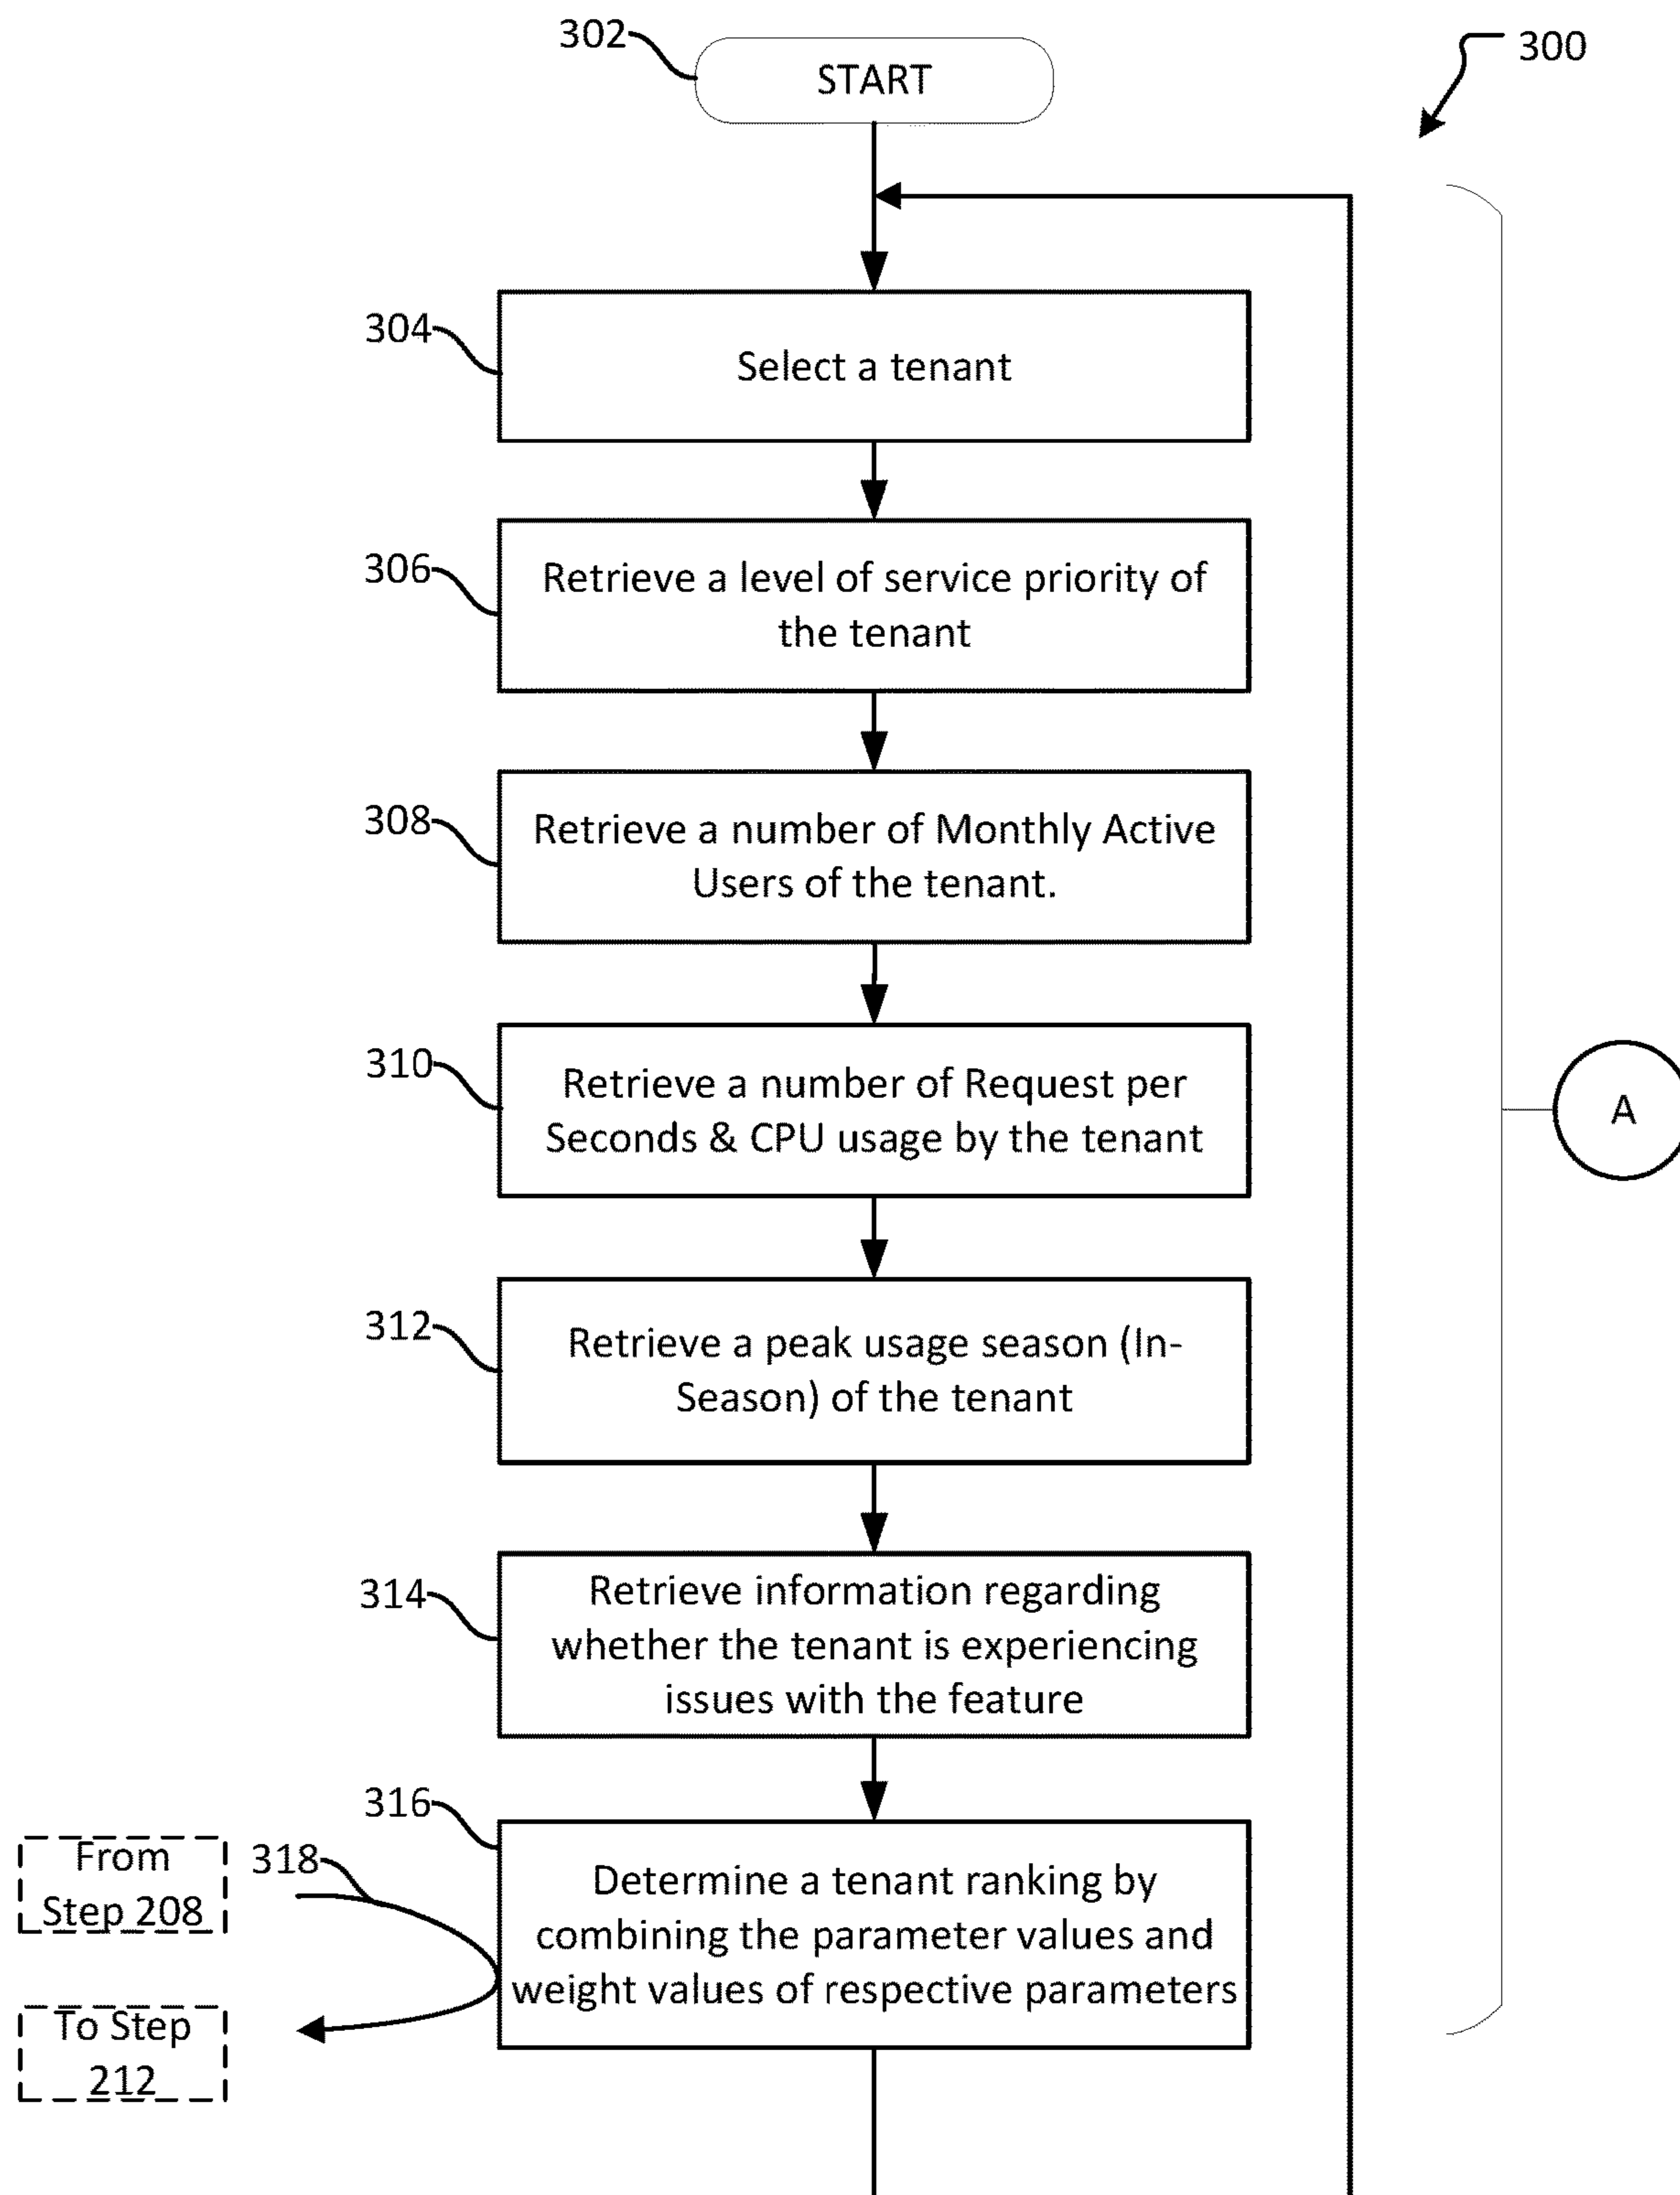 302
START
300
304
Select a tenant
306
Retrieve a level of service priority of
the tenant
308
Retrieve a number of Monthly Active
Users of the tenant.
310
Retrieve a number of Request per
Seconds & CPU usage by the tenant
A
312
Retrieve a peak usage season (In-
Season) of the tenant
314
Retrieve information regarding
whether the tenant is experiencing
issues with the feature
316
From
Step 208
318
Determine a tenant ranking by
combining the parameter values and
weight values of respective parameters
To Step
212